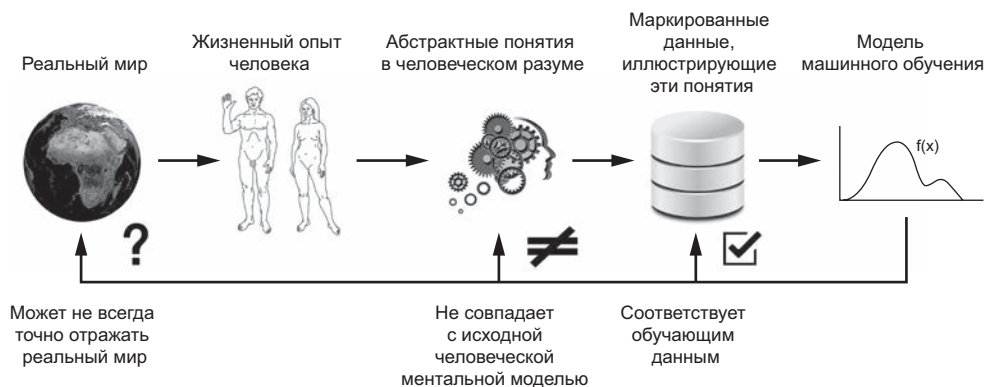 Реальный мир
Жизненный опыт
человека
Абстрактные понятия
в человеческом разуме
Маркированные
данные,
иллюстрирующие
эти понятия
Модель
машинного обучения
f(x)
?
≠
Может не всегда
точно отражать
реальный мир
Не совпадает
с исходной
человеческой
ментальной моделью
Соответствует
обучающим
данным